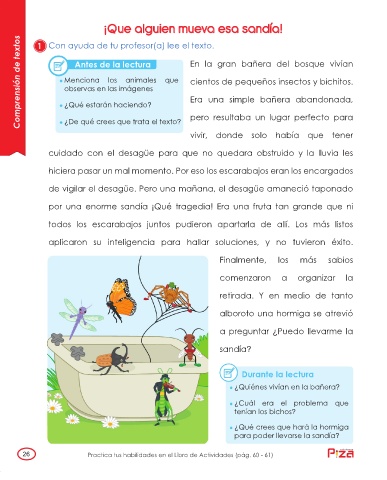 ¡Que alguien mueva esa sandía!
Comprensión de textos
1 Con ayuda de tu profesor(a) lee el texto.
Antes de la lectura
Menciona los animales que
observas en las imágenes
¿Qué estarán haciendo?
¿De qué crees que trata el texto?
En la gran bañera del bosque vivían
cientos de pequeños insectos y bichitos.
Era una simple bañera abandonada,
pero resultaba un lugar perfecto para
vivir, donde solo había que tener
cuidado con el desagüe para que no quedara obstruido y la lluvia les
hiciera pasar un mal momento. Por eso los escarabajos eran los encargados
de vigilar el desagüe. Pero una mañana, el desagüe amaneció taponado
por una enorme sandía ¡Qué tragedia! Era una fruta tan grande que ni
todos los escarabajos juntos pudieron apartarla de allí. Los más listos
aplicaron su inteligencia para hallar soluciones, y no tuvieron éxito.
Finalmente, los más sabios
comenzaron a organizar la
retirada. Y en medio de tanto
alboroto una hormiga se atrevió
a preguntar ¿Puedo llevarme la
sandía?
Durante la lectura
¿Quiénes vivían en la bañera?
¿Cuál era el problema que
tenían los bichos?
¿Qué crees que hará la hormiga
para poder llevarse la sandía?
26
Practica tus habilidades en el Libro de Actividades (pág. 60 - 61)
Piza